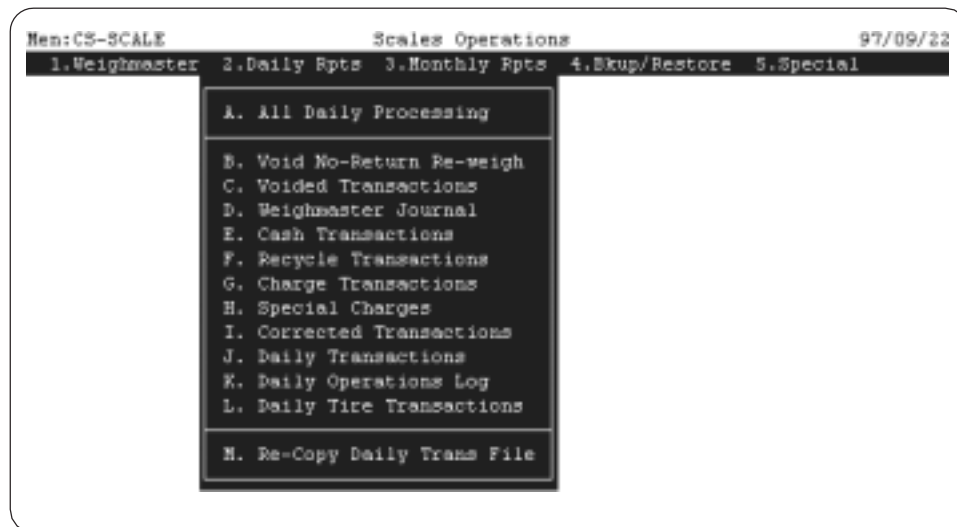 Men:CS-SCALE Scales Operations 97/09/22
1.Weighmaster 2.Daily Rpts 3.Monthly Rpts 4.Bkup/Restore 5.Special
A. All Daily Processing
B. Void No-Return Re-weigh
C. Voided Transactions
D. Weighmaster Journal
E. Cash Transactions
F. Recycle Transactions
G. Charge Transactions
H. Special Charges
I. Corrected Transactions
J. Daily Transactions
K. Daily Operations Log
L. Daily Tire Transactions
M. Re-Copy Daily Trans File